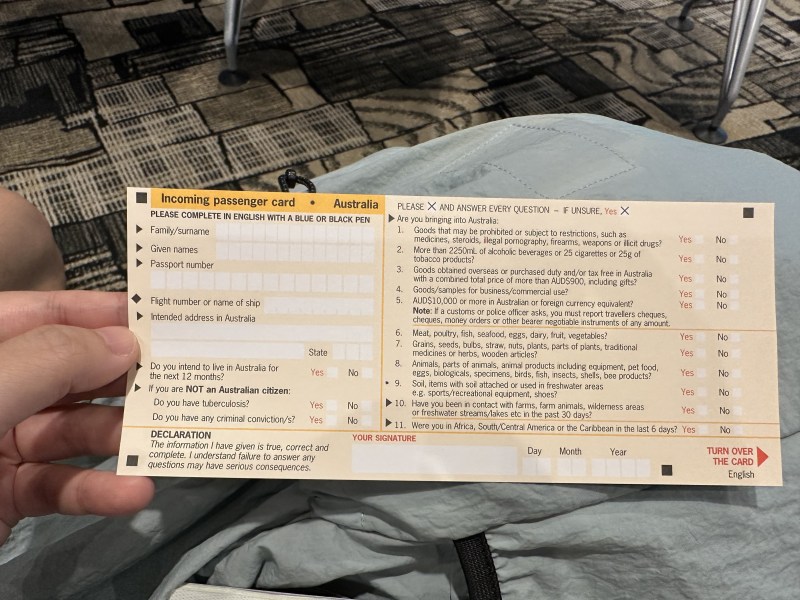 Incoming passenger card • Australia
PLEASE COMPLETE IN ENGLISH WITH A BLUE OR BLACK PEN
Family/surname
Given names
Passport number
Flight number or name of ship
Intended address in Australia
State
Do you intend to live in Australia for
the next 12 months?
Yes
No
If you are NOT an Australian citizen:
Do you have tuberculosis?
Yes
No
Do you have any criminal conviction/s?
Yes
No
DECLARATION
The information I have given is true, correct and
complete. I understand failure to answer any
questions may have serious consequences.
PLEASE X AND ANSWER EVERY QUESTION – IF UNSURE, Yes X
Are you bringing into Australia:
1. Goods that may be prohibited or subject to restrictions, such as
medicines, steroids, illegal pornography, firearms, weapons or illicit drugs?
Yes
No
2. More than 2250mL of alcoholic beverages or 25 cigarettes or 25g of
tobacco products?
Yes
No
3. Goods obtained overseas or purchased duty and/or tax free in Australia
with a combined total price of more than AUD$900, including gifts?
Yes
No
4. Goods/samples for business/commercial use?
Yes
No
5. AUD$10,000 or more in Australian or foreign currency equivalent?
Yes
No
Note: If a customs or police officer asks, you must report travellers cheques,
cheques, money orders or other bearer negotiable instruments of any amount.
6. Meat, poultry, fish, seafood, eggs, dairy, fruit, vegetables?
Yes
No
7. Grains, seeds, bulbs, straw, nuts, plants, parts of plants, traditional
medicines or herbs, wooden articles?
Yes
No
8. Animals, parts of animals, animal products including equipment, pet food,
eggs, biologicals, specimens, birds, fish, insects, shells, bee products?
Yes
No
9. Soil, items with soil attached or used in freshwater areas
e.g. sports/recreational equipment, shoes?
Yes
No
10. Have you been in contact with farms, farm animals, wilderness areas
or freshwater streams/lakes etc in the past 30 days?
Yes
No
11. Were you in Africa, South/Central America or the Caribbean in the last 6 days?
Yes
No
YOUR SIGNATURE
Day
Month
Year
TURN OVER
THE CARD
English